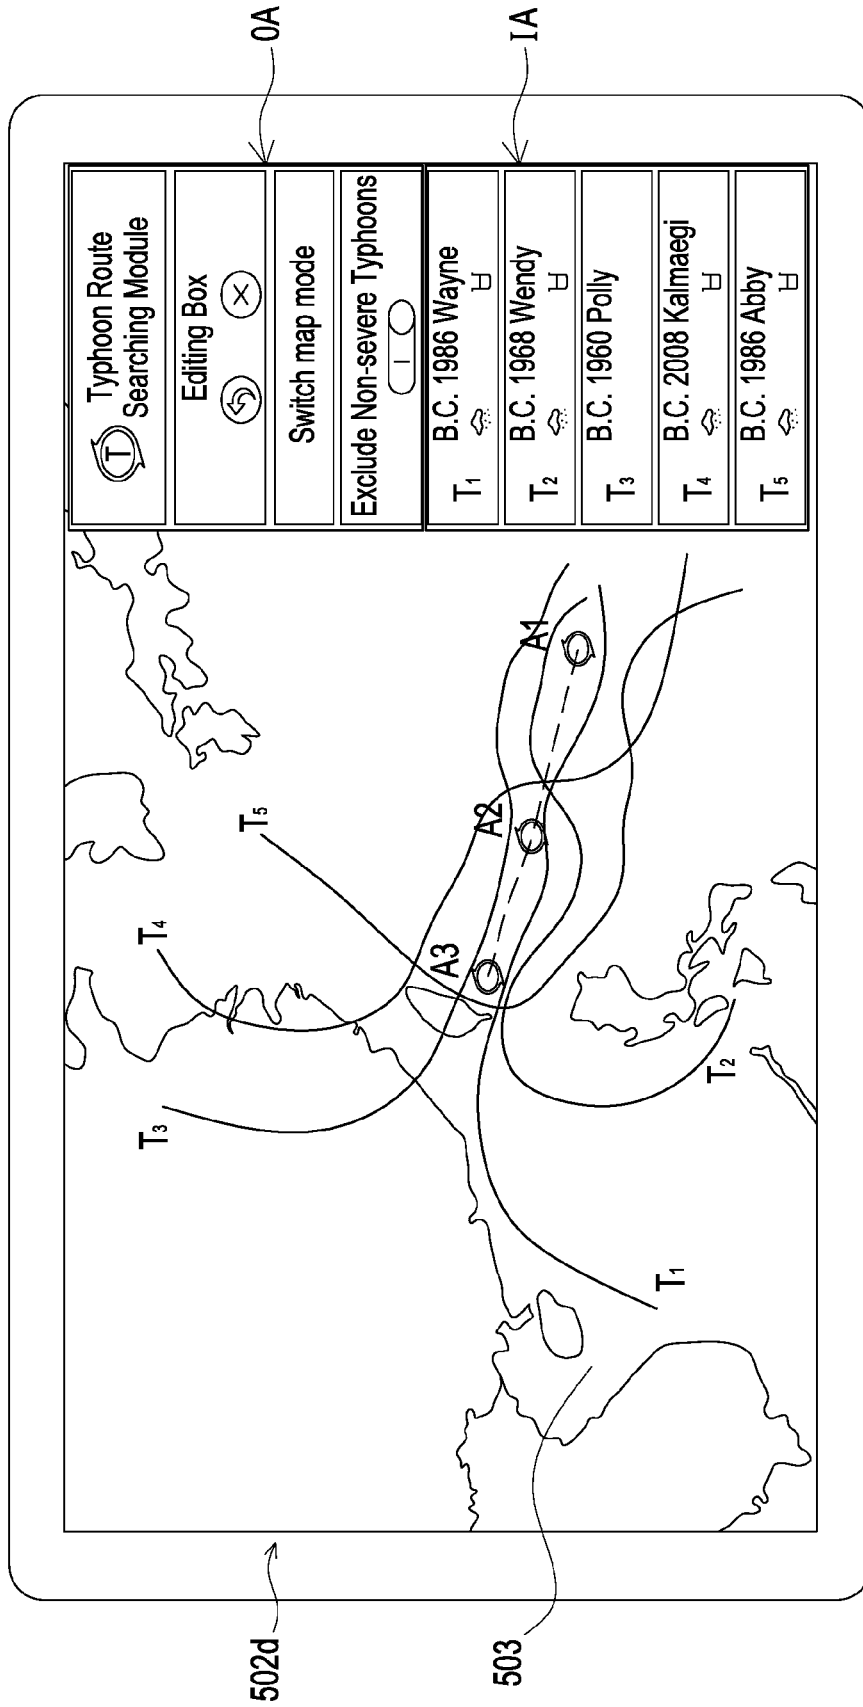 502d
503
OA
IA
T
Typhoon Route
Searching Module
Editing Box
Switch map mode
Exclude Non-severe Typhoons
T1 B.C. 1986 Wayne
T2 B.C. 1968 Wendy
T3 B.C. 1960 Polly
T4 B.C. 2008 Kalmaegi
T5 B.C. 1986 Abby
T3
T4
T5
A3
A2
A1
T1
T2